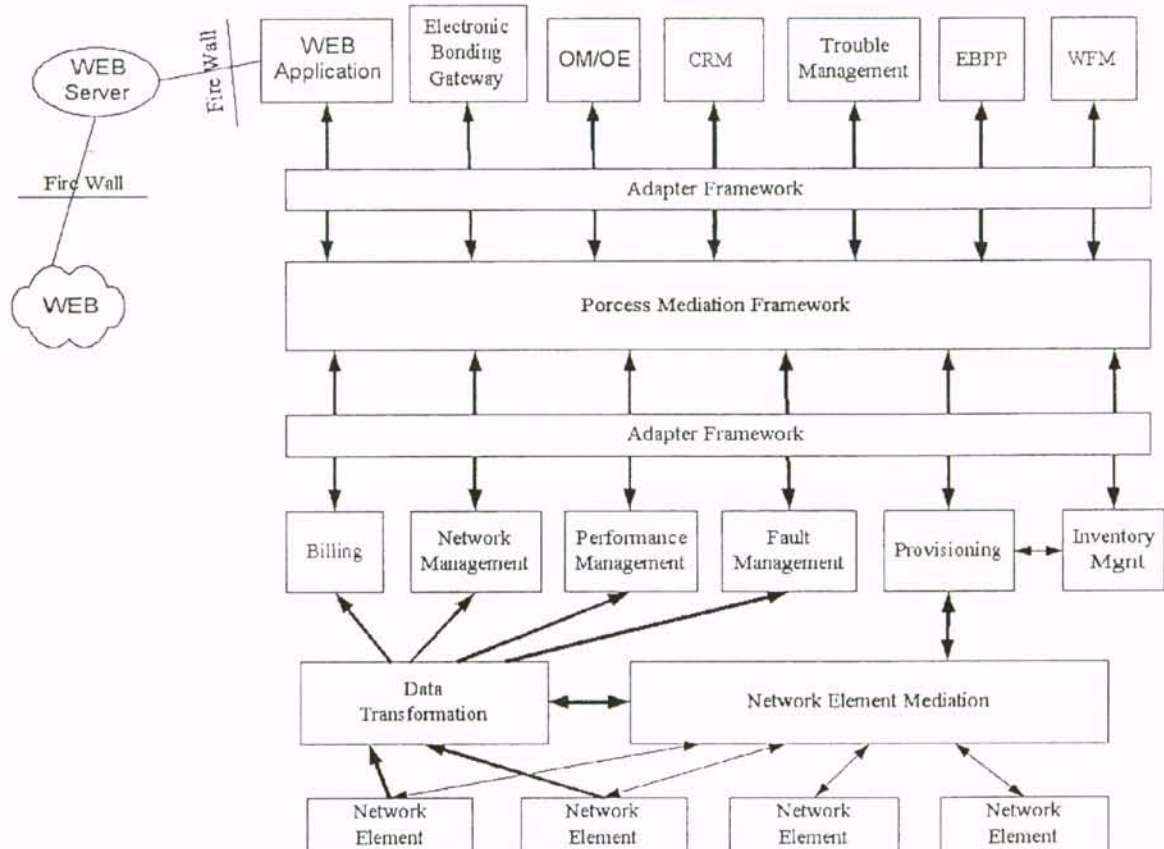 WEB
Server
Fire Wall
WEB
Application
Electronic
Bonding
Gateway
OM/OE
CRM
Trouble
Management
EBPP
WFM
Fire Wall
Adapter Framework
WEB
Porcess Mediation Framework
Adapter Framework
Billing
Network
Management
Performance
Management
Fault
Management
Provisioning
Inventory
Mgmt
Data
Transformation
Network Element Mediation
Network
Element
Network
Element
Network
Element
Network
Element